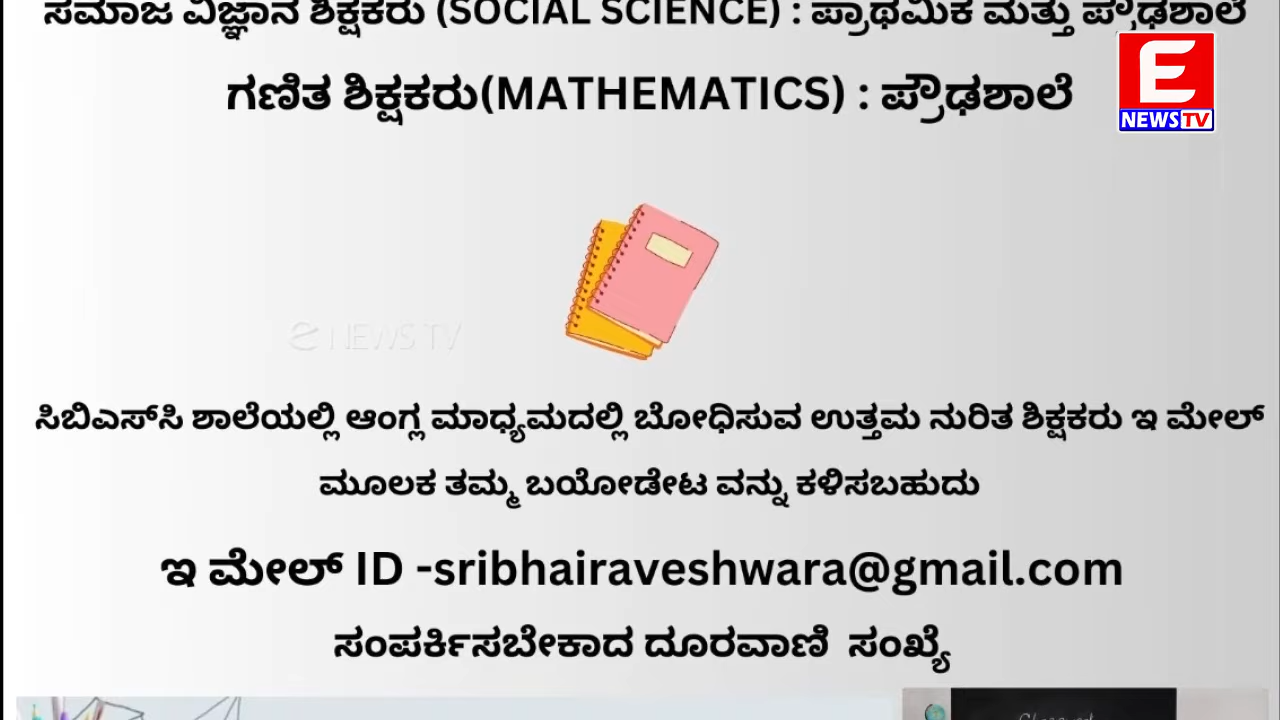 ಸಮಾಜ ವಿಜ್ಞಾನ ಶಿಕ್ಷಕರು (SOCIAL SCIENCE) : ಪ್ರಾಥಮಿಕ ಮತ್ತು ಪ್ರೌಢಶಾಲೆ
ಗಣಿತ ಶಿಕ್ಷಕರು(MATHEMATICS) : ಪ್ರೌಢಶಾಲೆ
E
NEWSTV
e NEWS TV
ಸಿಬಿಎಸ್‌ಸಿ ಶಾಲೆಯಲ್ಲಿ ಆಂಗ್ಲ ಮಾಧ್ಯಮದಲ್ಲಿ ಬೋಧಿಸುವ ಉತ್ತಮ ನುರಿತ ಶಿಕ್ಷಕರು ಇ ಮೇಲ್
ಮೂಲಕ ತಮ್ಮ ಬಯೋಡೇಟ ವನ್ನು ಕಳಿಸಬಹುದು
ಇ ಮೇಲ್ ID -sribhairaveshwara@gmail.com
ಸಂಪರ್ಕಿಸಬೇಕಾದ ದೂರವಾಣಿ ಸಂಖ್ಯೆ